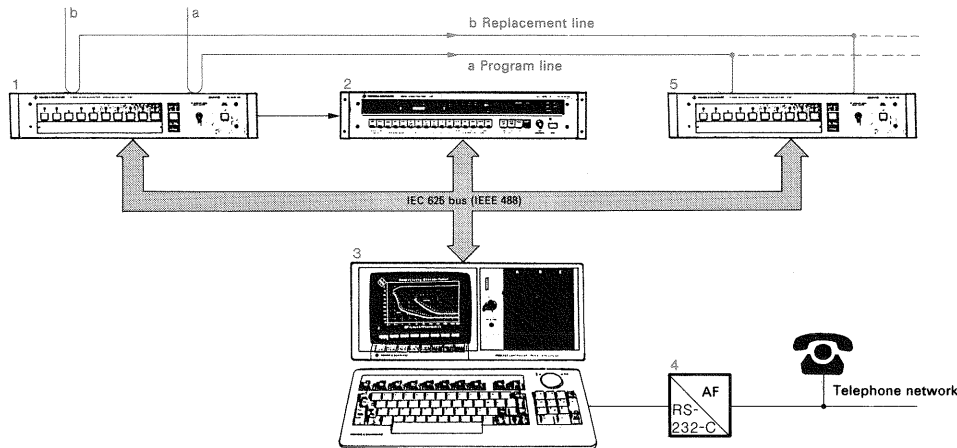 b
a
b Replacement line
a Program line
1
2
5
IEC 625 bus (IEEE 488)
3
4
AF
RS-
232-C
Telephone network